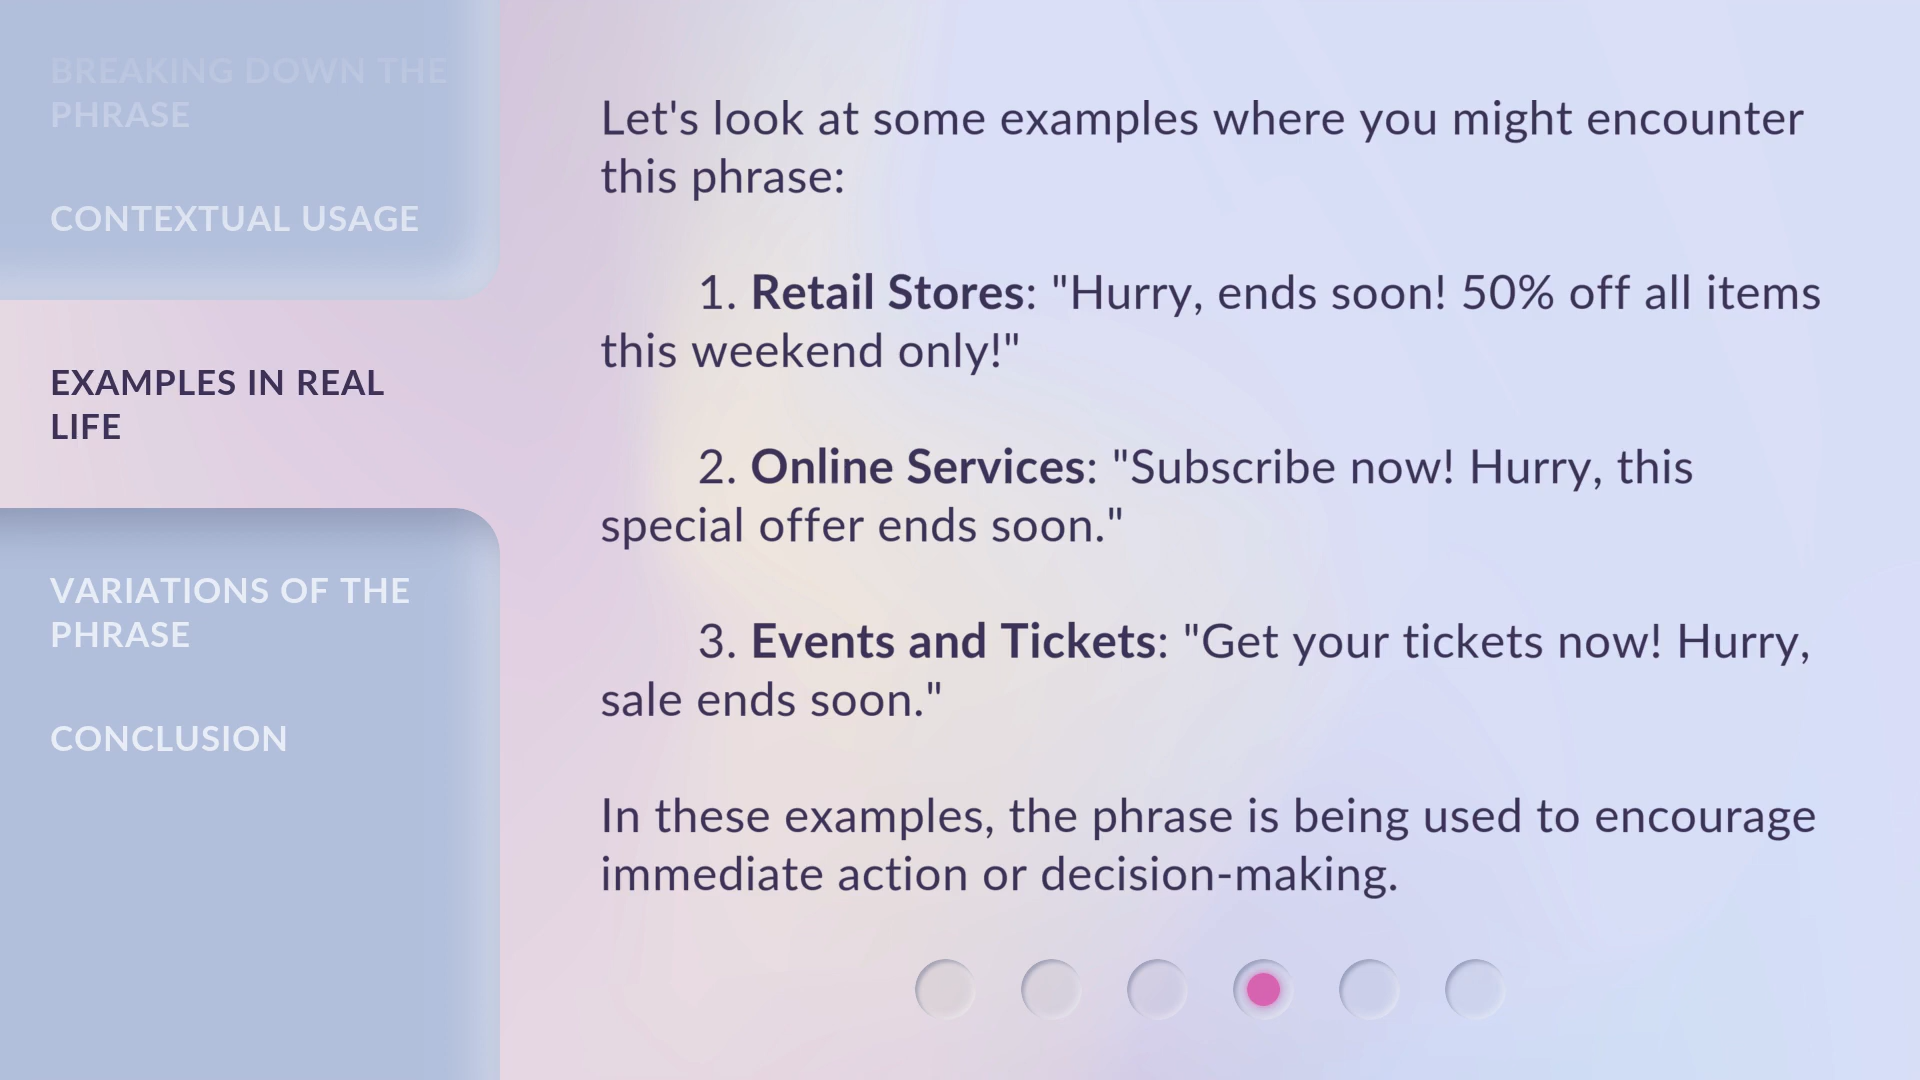 BREAKING DOWN THE
PHRASE
CONTEXTUAL USAGE
EXAMPLES IN REAL
LIFE
VARIATIONS OF THE
PHRASE
CONCLUSION
Let's look at some examples where you might encounter
this phrase:
1. Retail Stores: "Hurry, ends soon! 50% off all items
this weekend only!"
2. Online Services: "Subscribe now! Hurry, this
special offer ends soon."
3. Events and Tickets: "Get your tickets now! Hurry,
sale ends soon."
In these examples, the phrase is being used to encourage
immediate action or decision-making.